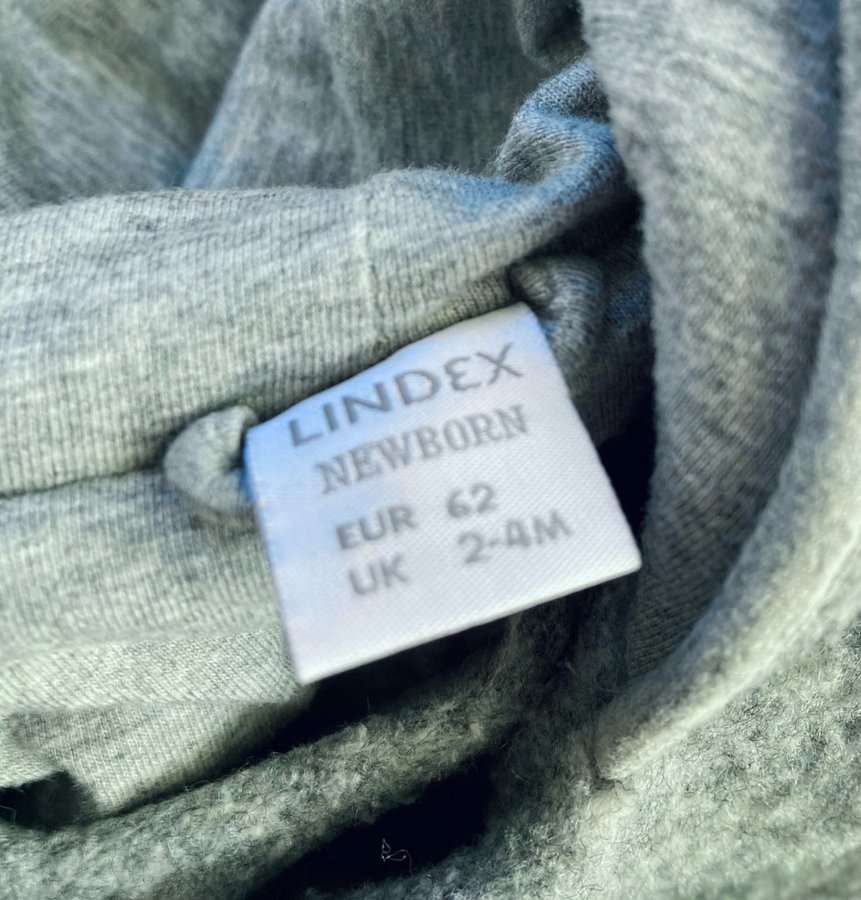 LINDEX
NEWBORN
EUR 62
UK 2-4M